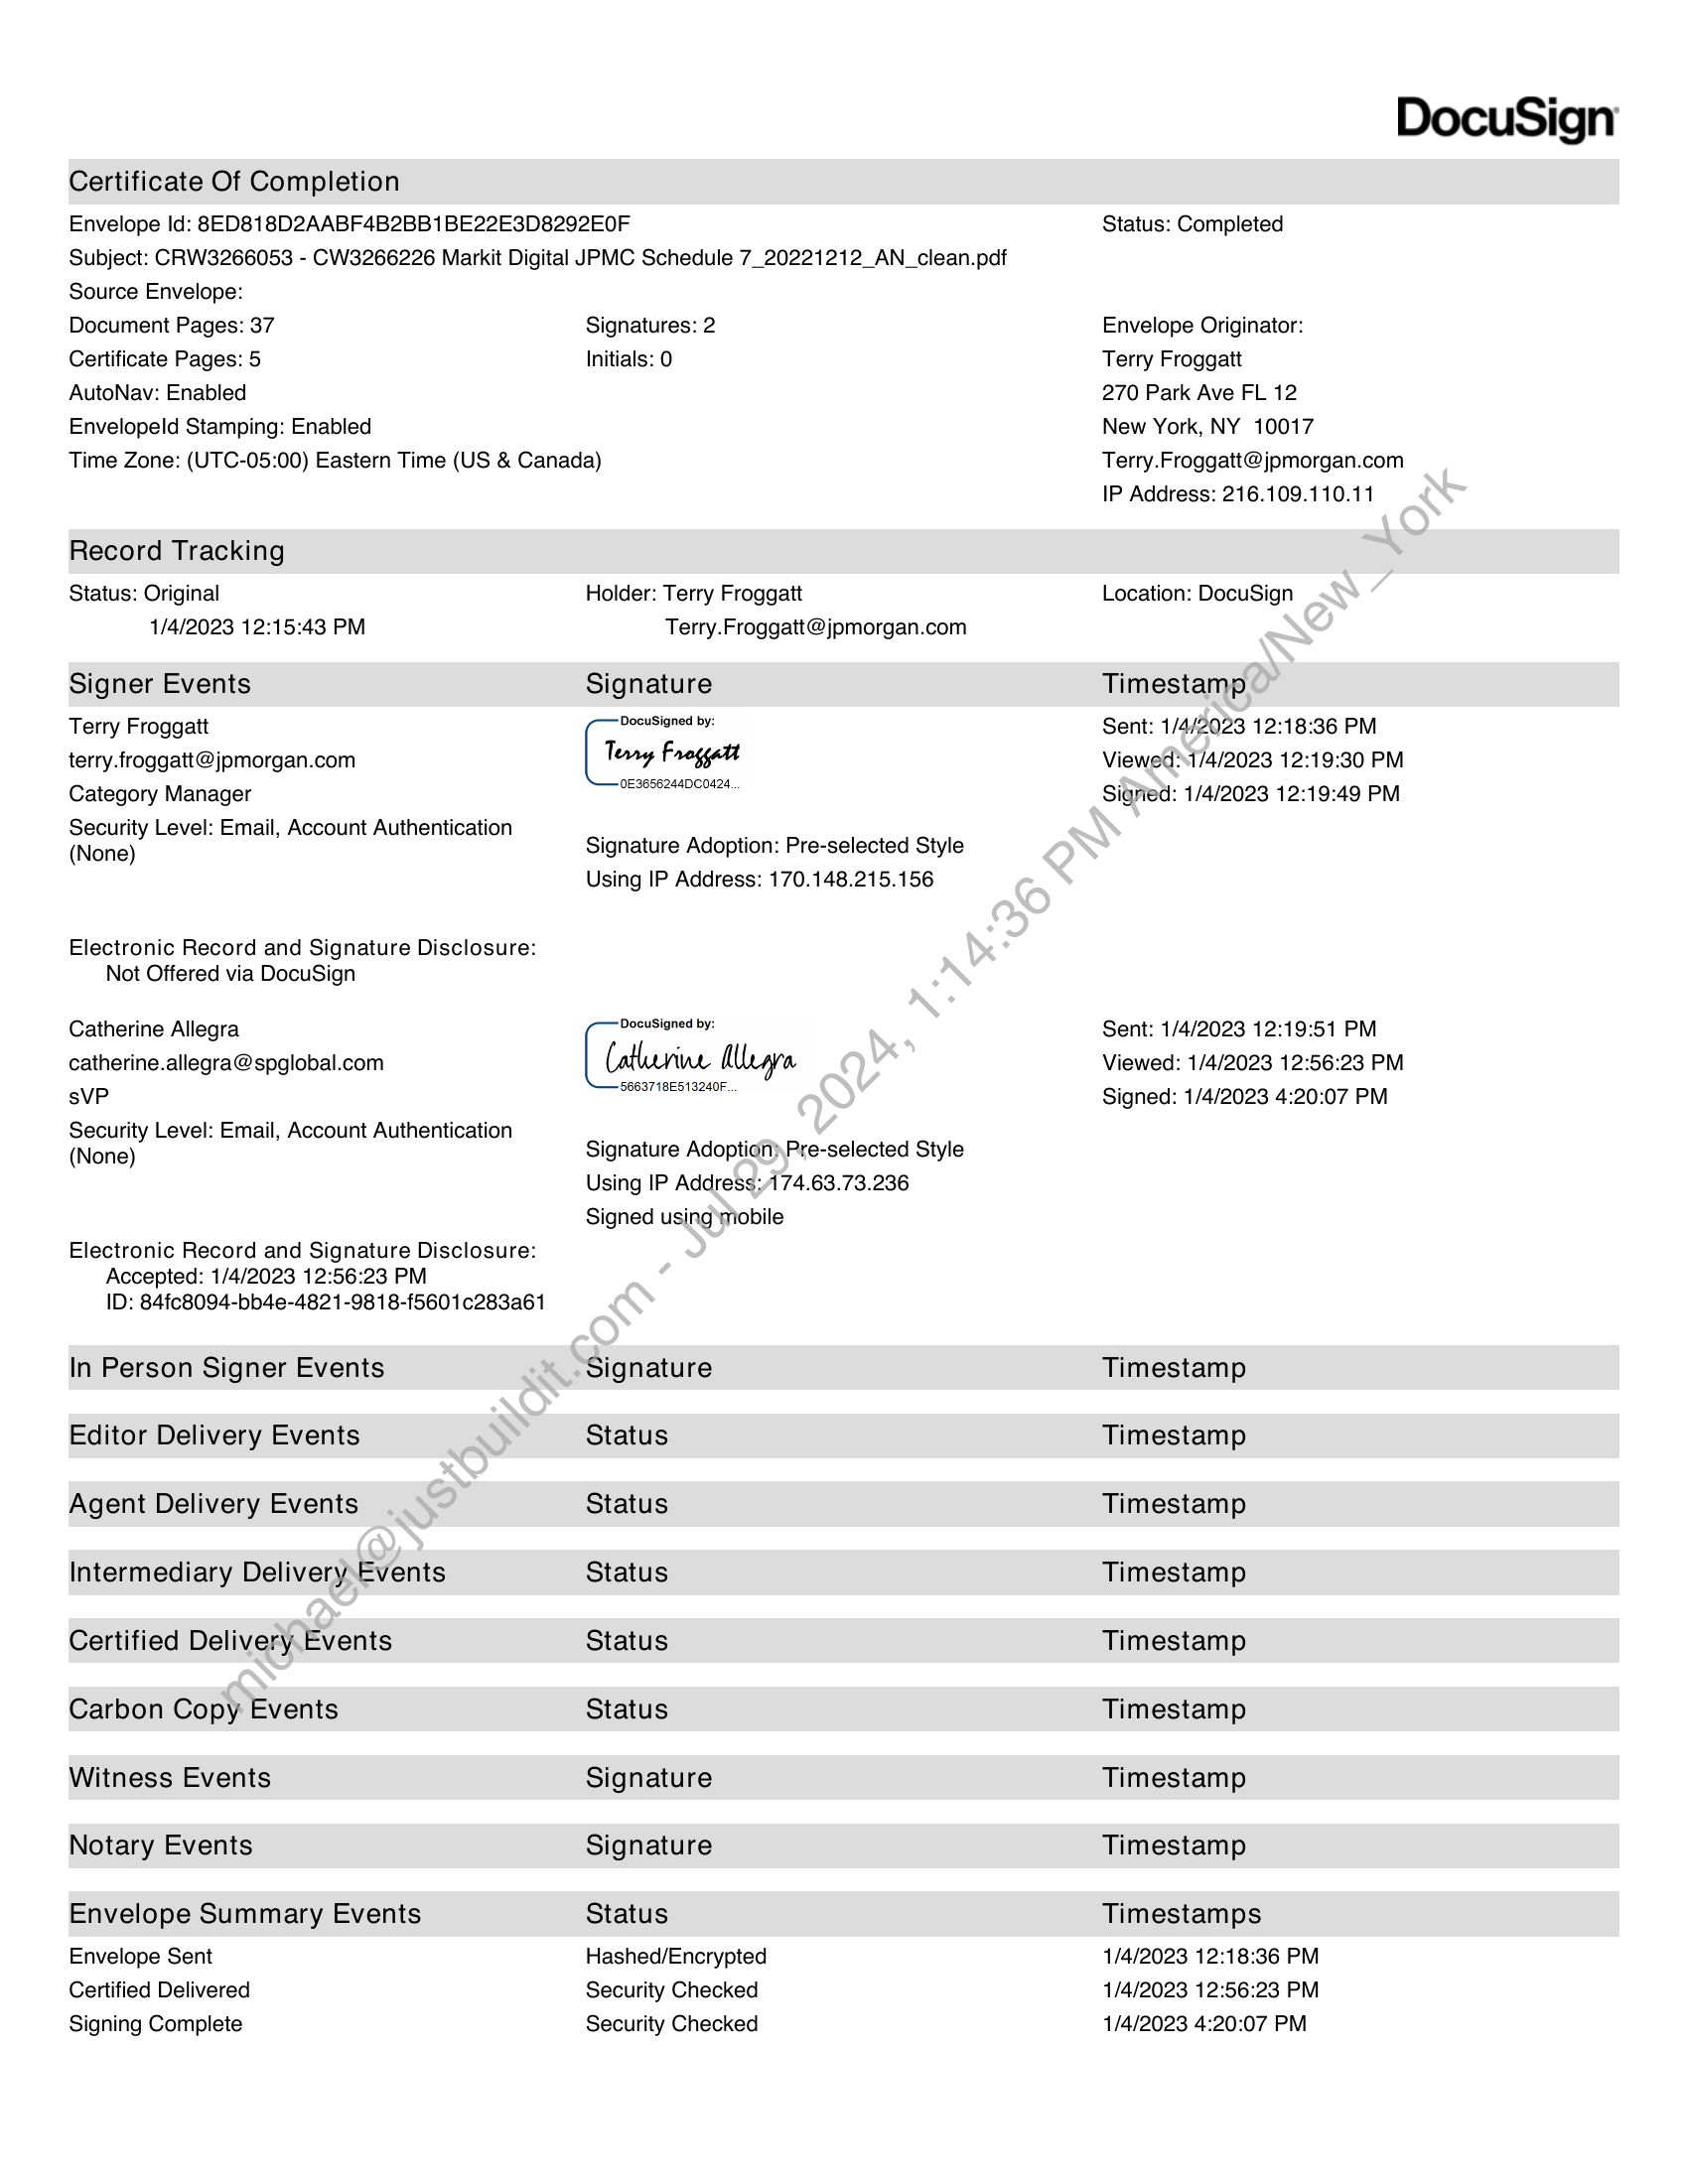 DocuSign
Certificate Of Completion
Envelope Id: 8ED818D2AABF4B2BB1BE22E3D8292E0F Status: Completed
Subject: CRW3266053 - CW3266226 Markit Digital JPMC Schedule 7_20221212_AN_clean.pdf
Source Envelope:
Document Pages: 37 Signatures: 2 Envelope Originator:
Certificate Pages: 5 Initials: 0 Terry Froggatt
AutoNav: Enabled 270 Park Ave FL 12
EnvelopeId Stamping: Enabled New York, NY 10017
Time Zone: (UTC-05:00) Eastern Time (US & Canada) Terry.Froggatt@jpmorgan.com
IP Address: 216.109.110.11
Record Tracking
Status: Original Holder: Terry Froggatt Location: DocuSign
1/4/2023 12:15:43 PM Terry.Froggatt@jpmorgan.com
Signer Events Signature Timestamp
Terry Froggatt DocuSigned by: Sent: 1/4/2023 12:18:36 PM
terry.froggatt@jpmorgan.com Terry Froggatt Viewed: 1/4/2023 12:19:30 PM
Category Manager 0E3656244DC0424... Signed: 1/4/2023 12:19:49 PM
Security Level: Email, Account Authentication
(None) Signature Adoption: Pre-selected Style
Using IP Address: 170.148.215.156
Electronic Record and Signature Disclosure:
Not Offered via DocuSign
Catherine Allegra DocuSigned by: Sent: 1/4/2023 12:19:51 PM
catherine.allegra@spglobal.com Catherine Allegra Viewed: 1/4/2023 12:56:23 PM
sVP 5663718E513240F... Signed: 1/4/2023 4:20:07 PM
Security Level: Email, Account Authentication
(None) Signature Adoption: Pre-selected Style
Using IP Address: 174.63.73.236
Signed using mobile
Electronic Record and Signature Disclosure:
Accepted: 1/4/2023 12:56:23 PM
ID: 84fc8094-bb4e-4821-9818-f5601c283a61
In Person Signer Events Signature Timestamp
Editor Delivery Events Status Timestamp
Agent Delivery Events Status Timestamp
Intermediary Delivery Events Status Timestamp
Certified Delivery Events Status Timestamp
Carbon Copy Events Status Timestamp
Witness Events Signature Timestamp
Notary Events Signature Timestamp
Envelope Summary Events Status Timestamps
Envelope Sent Hashed/Encrypted 1/4/2023 12:18:36 PM
Certified Delivered Security Checked 1/4/2023 12:56:23 PM
Signing Complete Security Checked 1/4/2023 4:20:07 PM
michael@justbuildit.com - Jul 29, 2024, 1:14:36 PM America/New_York